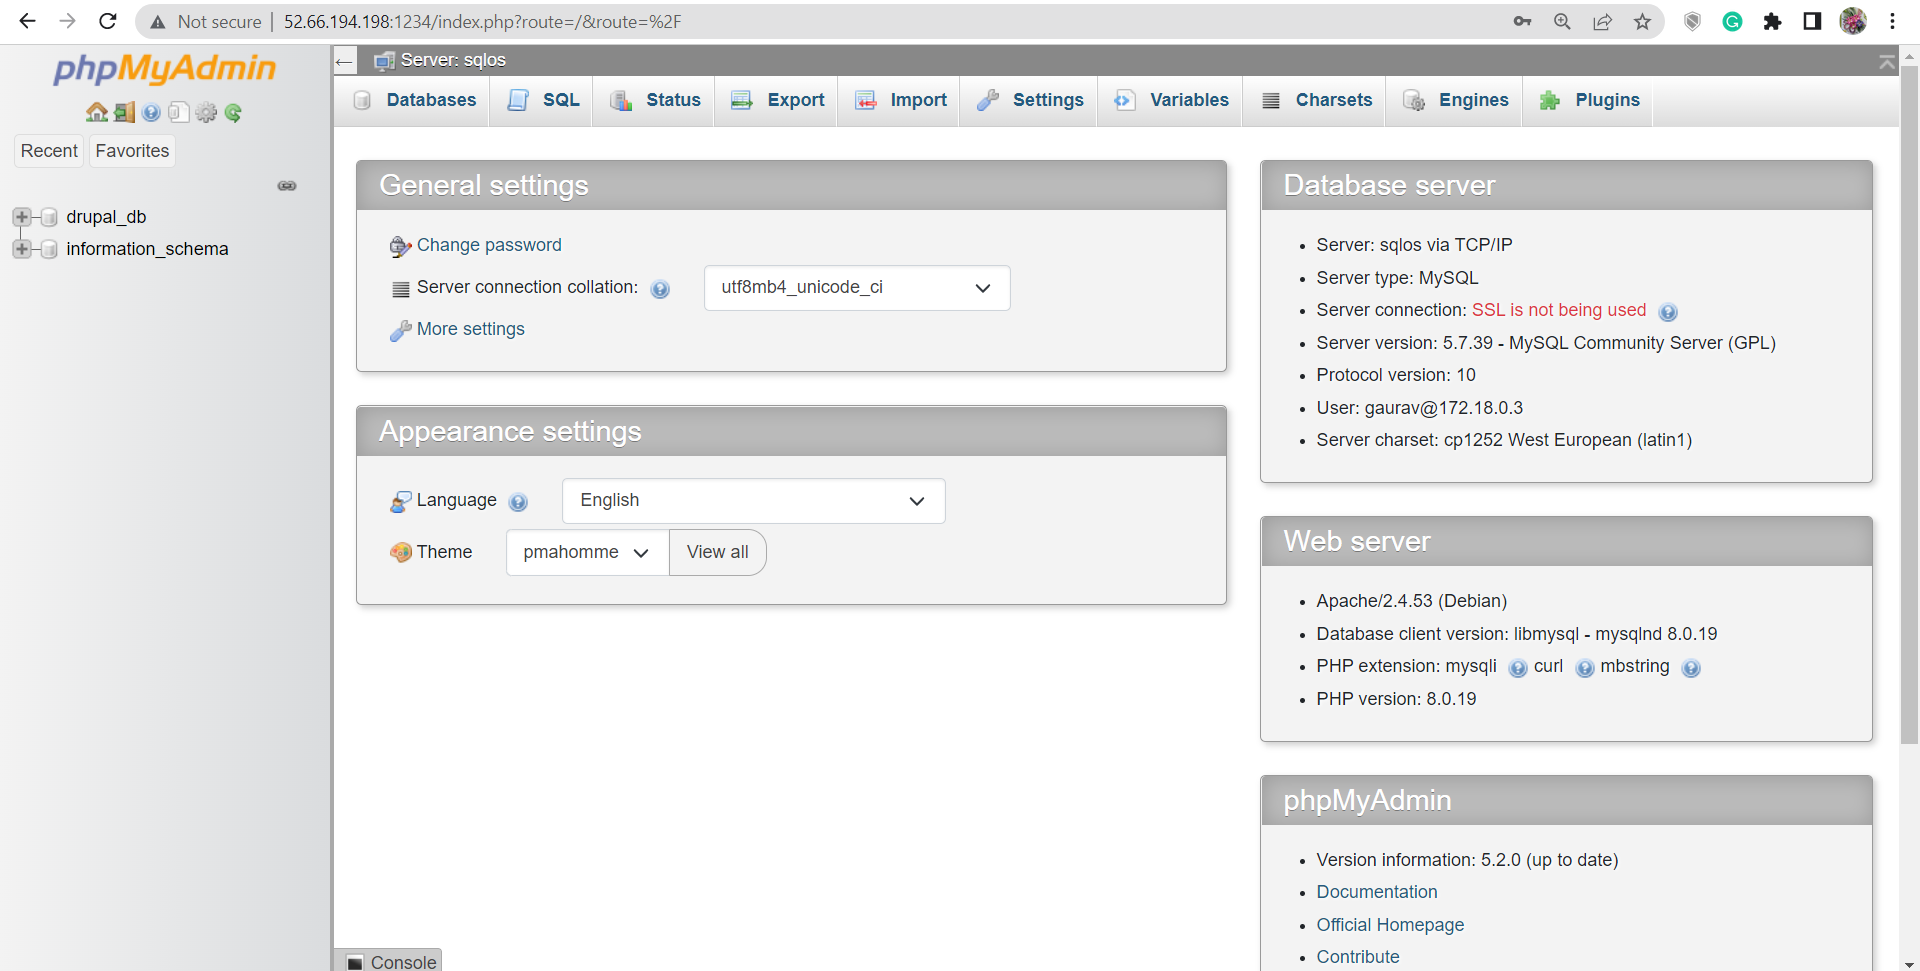 Not secure
52.66.194.198:1234/index.php?route=/&route=%2F
phpMyAdmin
Recent
Favorites
drupal_db
information_schema
Server: sqlos
Databases
SQL
Status
Export
Import
Settings
Variables
Charsets
Engines
Plugins
General settings
Change password
Server connection collation:
utf8mb4_unicode_ci
More settings
Appearance settings
Language
English
Theme
pmahomme
View all
Database server
Server: sqlos via TCP/IP
Server type: MySQL
Server connection: SSL is not being used
Server version: 5.7.39 - MySQL Community Server (GPL)
Protocol version: 10
User: gaurav@172.18.0.3
Server charset: cp1252 West European (latin1)
Web server
Apache/2.4.53 (Debian)
Database client version: libmysql - mysqlnd 8.0.19
PHP extension: mysqli curl mbstring
PHP version: 8.0.19
phpMyAdmin
Version information: 5.2.0 (up to date)
Documentation
Official Homepage
Contribute
Console